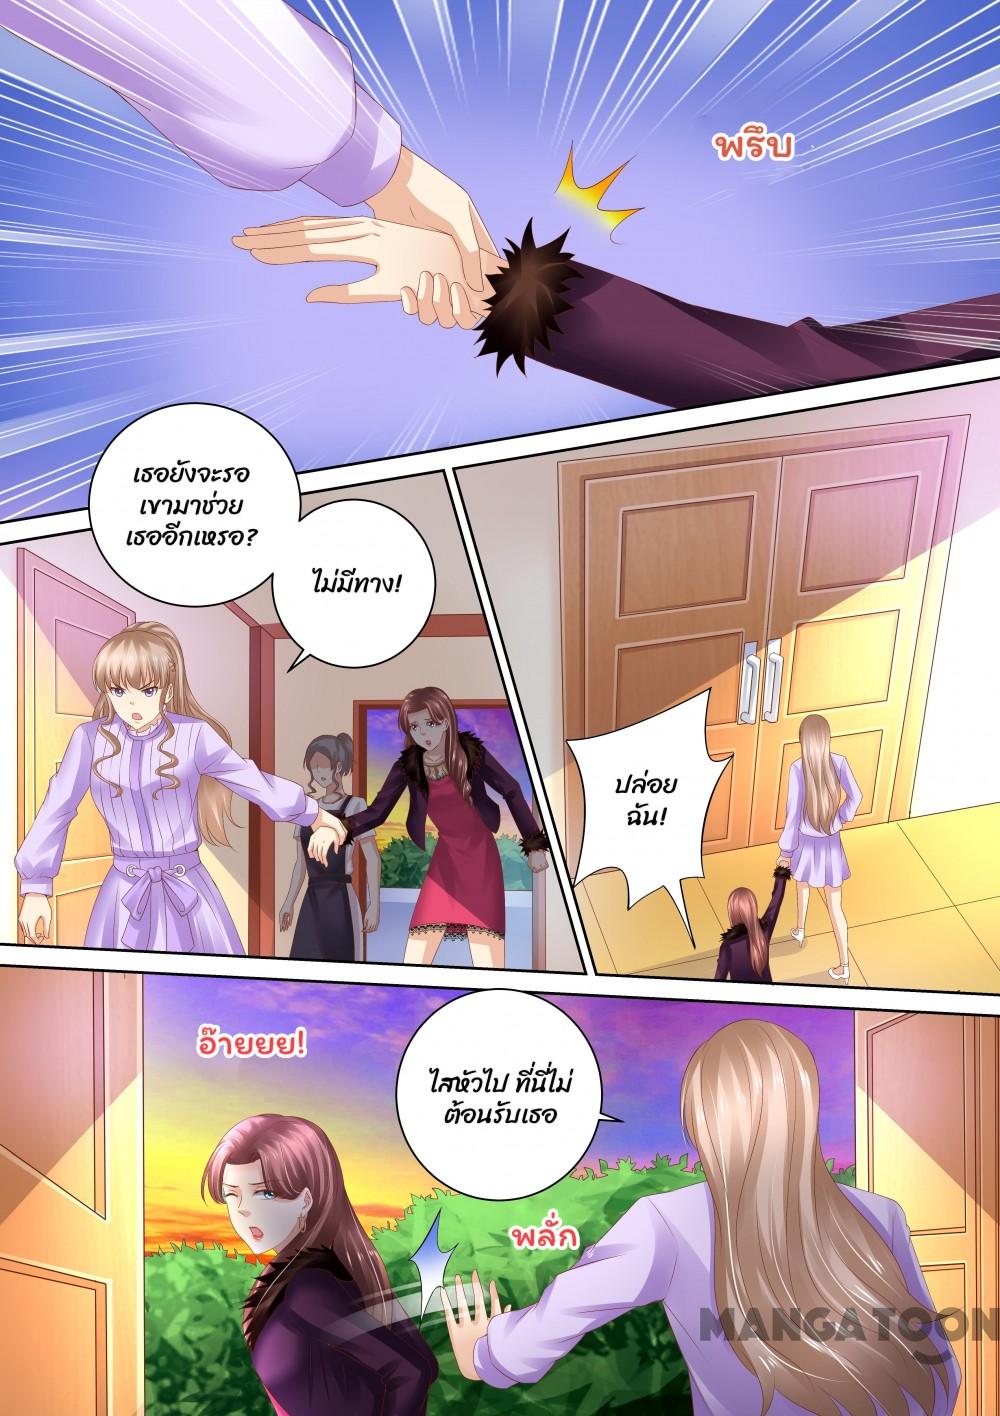 พรึบ
เธอยังจะรอ
เขามาช่วย
เธออีกเหรอ?
ไม่มีทาง!
ปล่อย
ฉัน!
อ๊ายยย!
ไสหัวไป ที่นี่ไม่
ต้อนรับเธอ
พลั่ก
MANGATOON